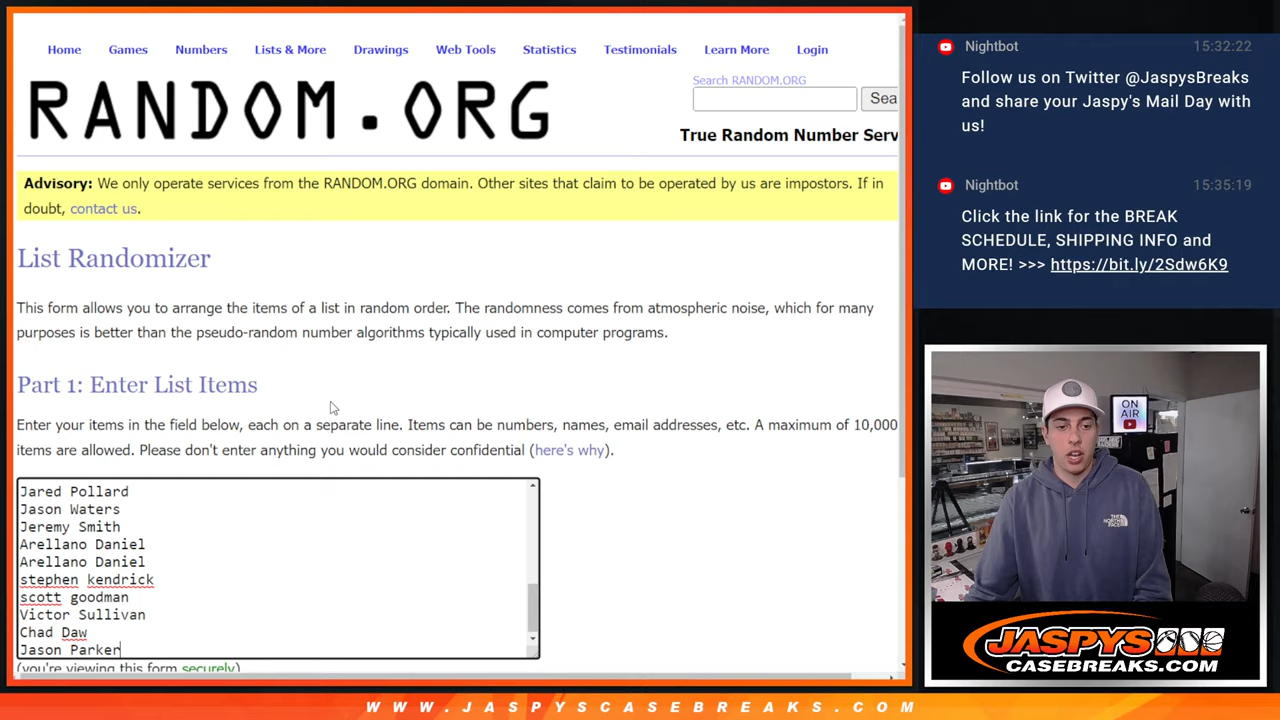 Home Games Numbers Lists & More Drawings Web Tools Statistics Testimonials Learn More Login
RANDOM.ORG
Search RANDOM.ORG
Sea
True Random Number Serv
Advisory: We only operate services from the RANDOM.ORG domain. Other sites that claim to be operated by us are impostors. If in
doubt, contact us.
List Randomizer
This form allows you to arrange the items of a list in random order. The randomness comes from atmospheric noise, which for many
purposes is better than the pseudo-random number algorithms typically used in computer programs.
Part 1: Enter List Items
Enter your items in the field below, each on a separate line. Items can be numbers, names, email addresses, etc. A maximum of 10,000
items are allowed. Please don't enter anything you would consider confidential (here's why).
Jared Pollard
Jason Waters
Jeremy Smith
Arellano Daniel
Arellano Daniel
stephen kendrick
scott goodman
Victor Sullivan
Chad Daw
Jason Parker
(you're viewing this form securely)
Nightbot 15:32:22
Follow us on Twitter @JaspysBreaks
and share your Jaspy's Mail Day with
us!
Nightbot 15:35:19
Click the link for the BREAK
SCHEDULE, SHIPPING INFO and
MORE! >>> https://bit.ly/2Sdw6K9
ON
AIR
THE
NORTH
FACE
JASPYS
CASEBREAKS.COM
WWW.JASPYSCASEBREAKS.COM